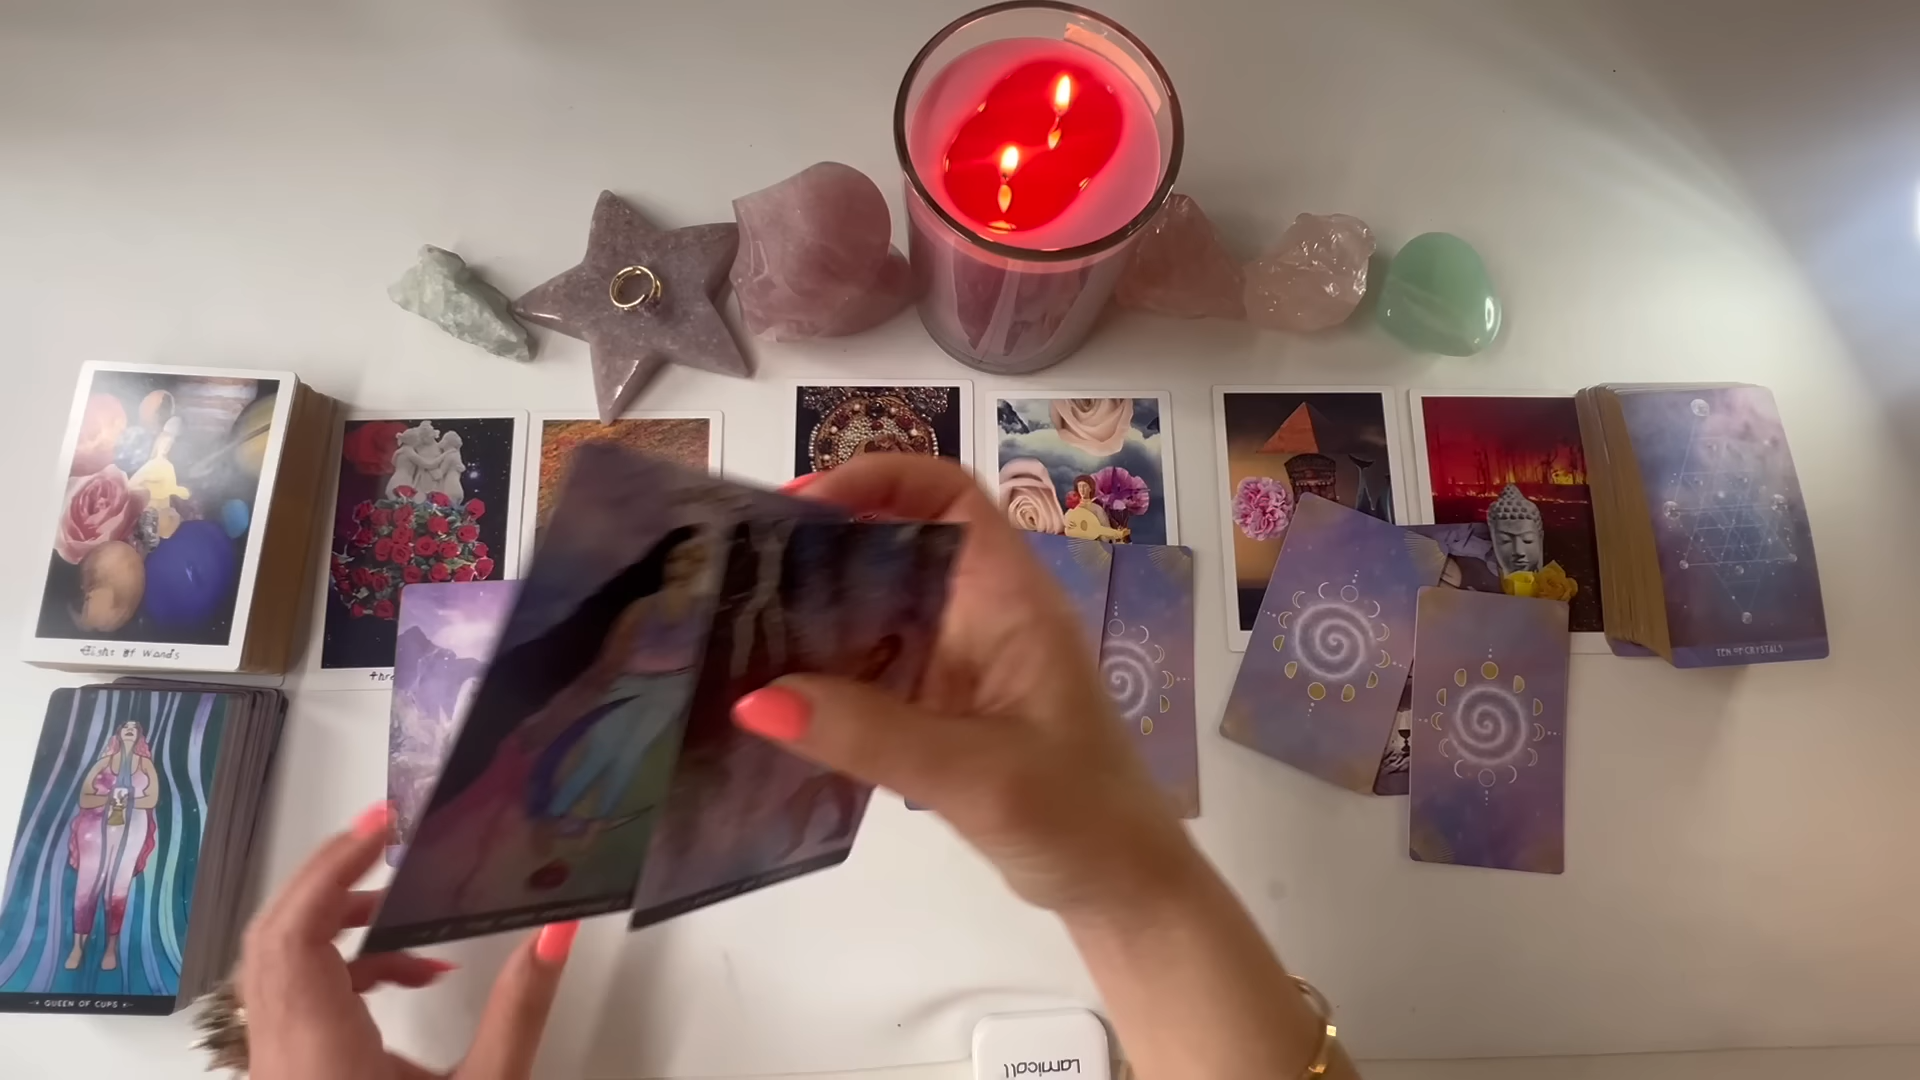 Eight of Wands
thre
TEN OF CRYSTALS
QUEEN OF CUPS
Lamicall